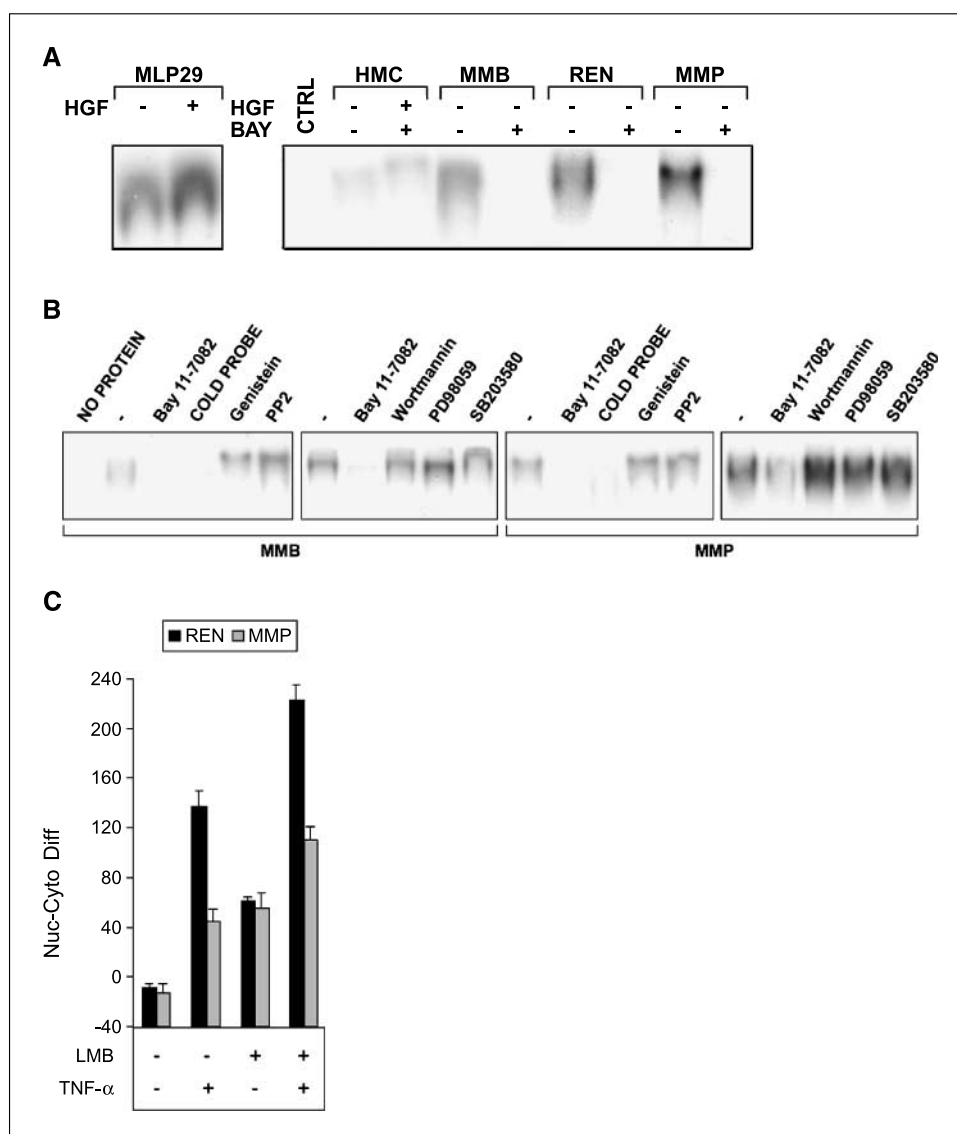 A
MLP29
HGF - +
HGF
BAY
CTRL
HMC MMB REN MMP
- + - - - - - -
- + - + - + - +
B
NO PROTEIN
-
Bay 11-7082
COLD PROBE
Genistein
PP2
-
Bay 11-7082
Wortmannin
PD98059
SB203580
-
Bay 11-7082
COLD PROBE
Genistein
PP2
-
Bay 11-7082
Wortmannin
PD98059
SB203580
MMB MMP
C
REN MMP
240
200
160
120
80
40
0
-40
Nuc-Cyto Diff
LMB - - + +
TNF-α - + - +